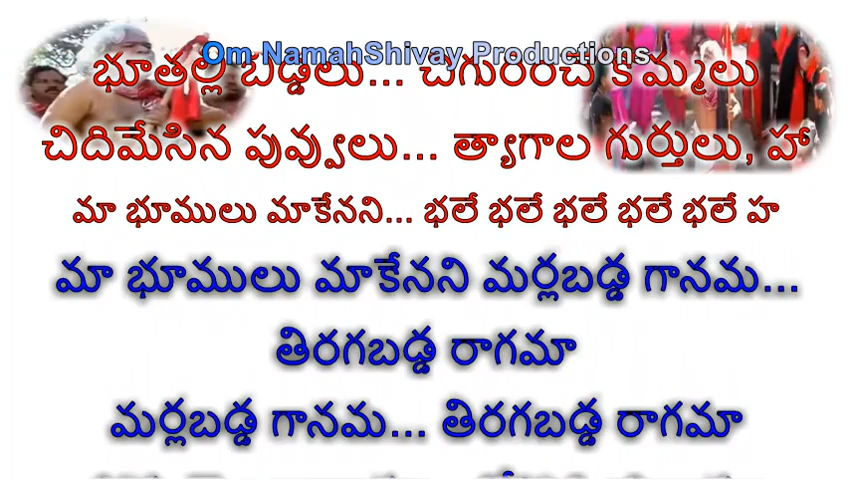 Om NamahShivay Productions
భూతల్లి బిడ్డలు... చిగురించే కొమ్మలు
చిదిమేసిన పువ్వులు... త్యాగాల గుర్తులు, హా
మా భూములు మాకేనని... భలే భలే భలే భలే భలే హ
మా భూములు మాకేనని మర్లబడ్డ గానమ...
తిరగబడ్డ రాగమా
మర్లబడ్డ గానమ... తిరగబడ్డ రాగమా